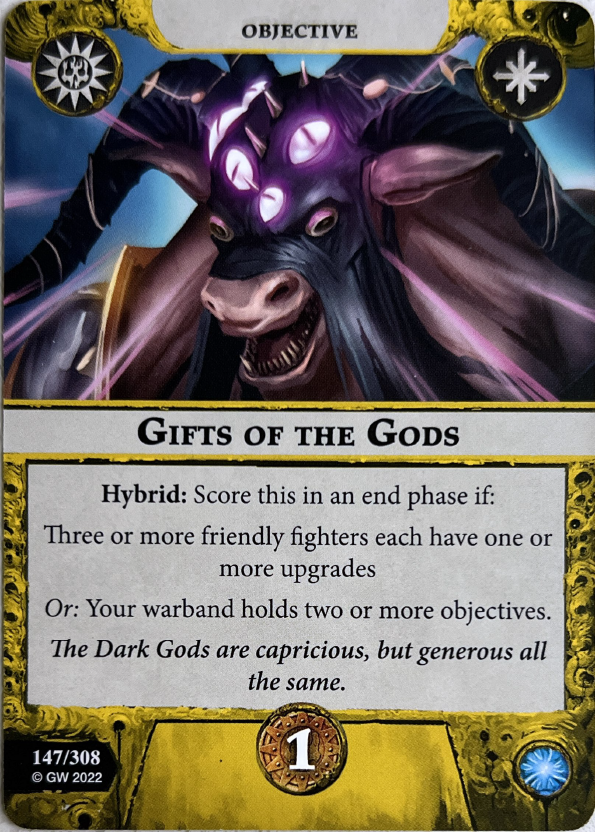 OBJECTIVE
GIFTS OF THE GODS
Hybrid: Score this in an end phase if:
Three or more friendly fighters each have one or
more upgrades
Or: Your warband holds two or more objectives.
The Dark Gods are capricious, but generous all
the same.
147/308
© GW 2022
1